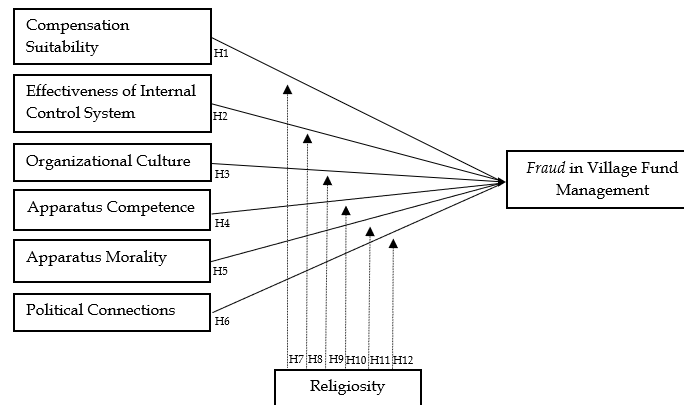 Compensation
Suitability
H1
Effectiveness of Internal
Control System
H2
Organizational Culture
H3
Apparatus Competence
H4
Apparatus Morality
H5
Political Connections
H6
Fraud in Village Fund
Management
H7 H8 H9 H10 H11 H12
Religiosity